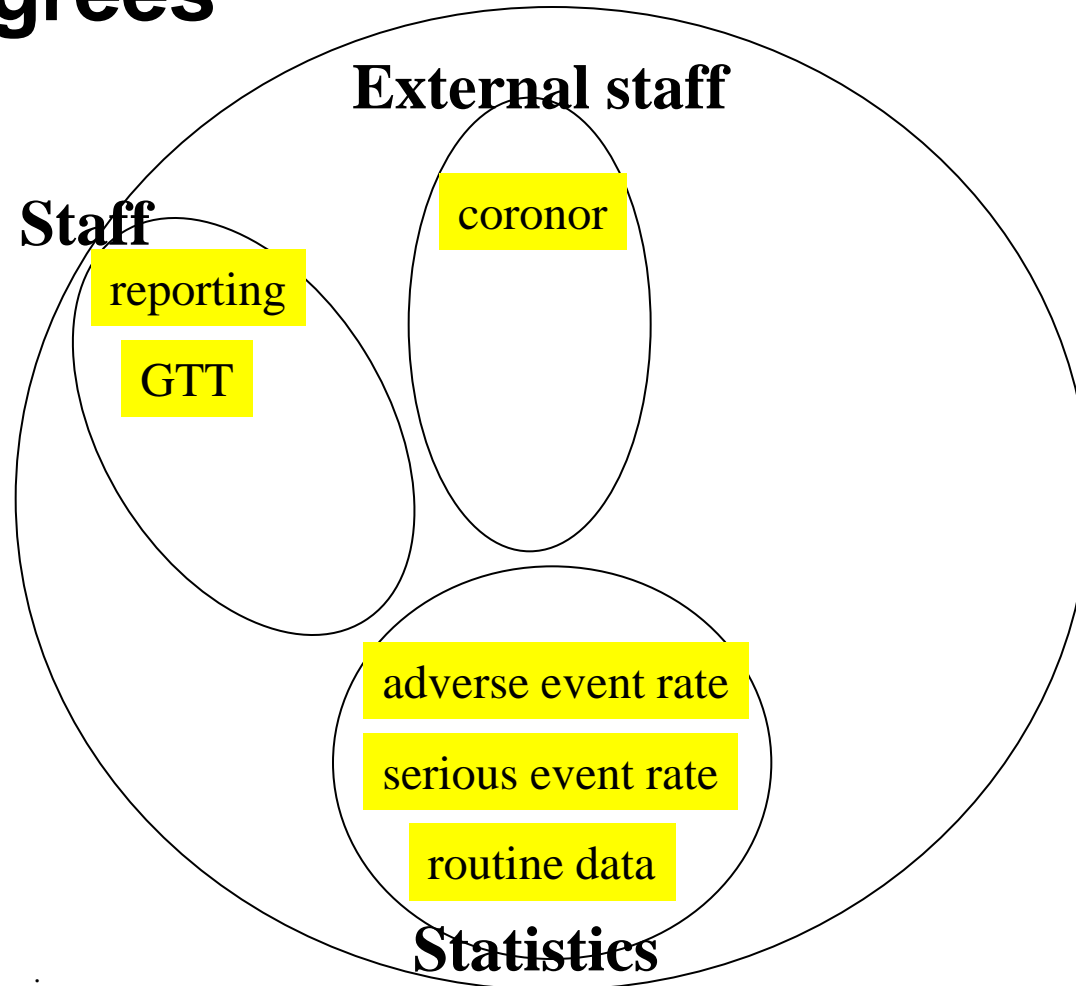 grees
External staff
coronor
Staff
reporting
GTT
adverse event rate
serious event rate
routine data
Statistics